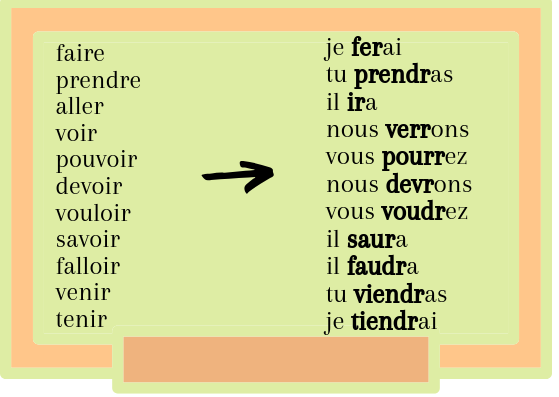 faire
prendre
aller
voir
pouvoir
devoir
vouloir
savoir
falloir
venir
tenir
je ferai
tu prendras
il ira
nous verrons
vous pourrez
nous devrons
vous voudrez
il saura
il faudra
tu viendras
je tiendrai